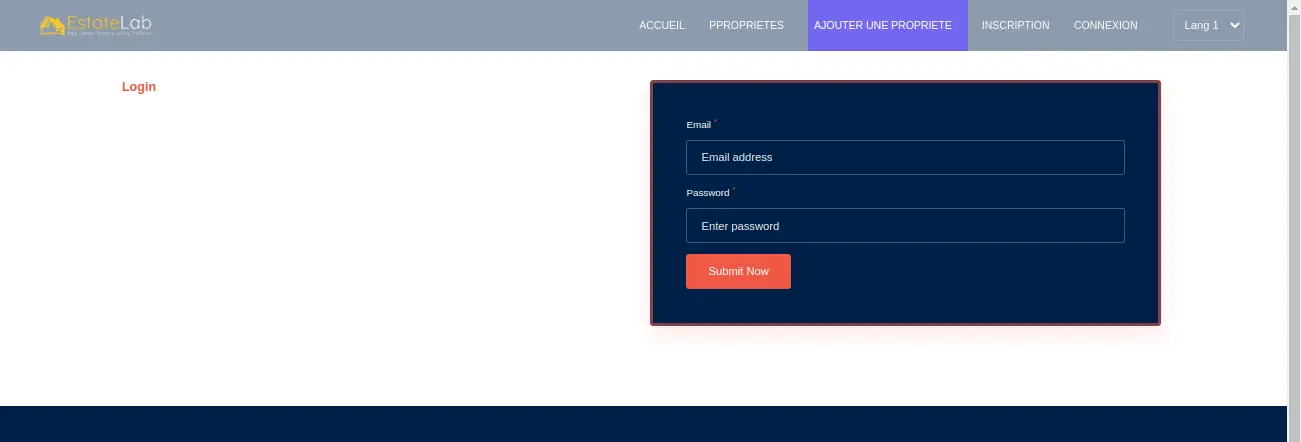 EstateLab
ACCUEIL PPROPRIETES AJOUTER UNE PROPRIETE INSCRIPTION CONNEXION Lang 1
Login
Email *
Email address
Password *
Enter password
Submit Now